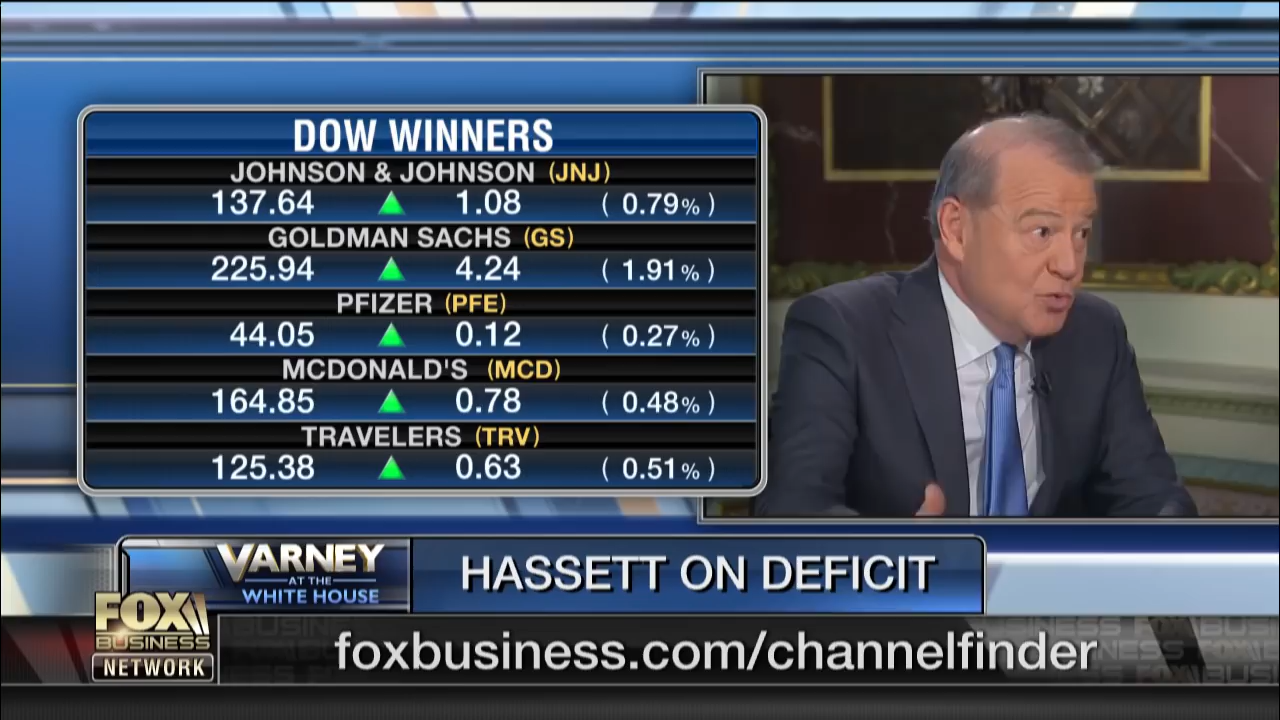 DOW WINNERS
JOHNSON & JOHNSON (JNJ)
137.64 ▲ 1.08 ( 0.79% )
GOLDMAN SACHS (GS)
225.94 ▲ 4.24 ( 1.91% )
PFIZER (PFE)
44.05 ▲ 0.12 ( 0.27% )
MCDONALD'S (MCD)
164.85 ▲ 0.78 ( 0.48% )
TRAVELERS (TRV)
125.38 ▲ 0.63 ( 0.51% )
VARNEY
AT THE
WHITE HOUSE
HASSETT ON DEFICIT
FOX
BUSINESS
NETWORK
foxbusiness.com/channelfinder